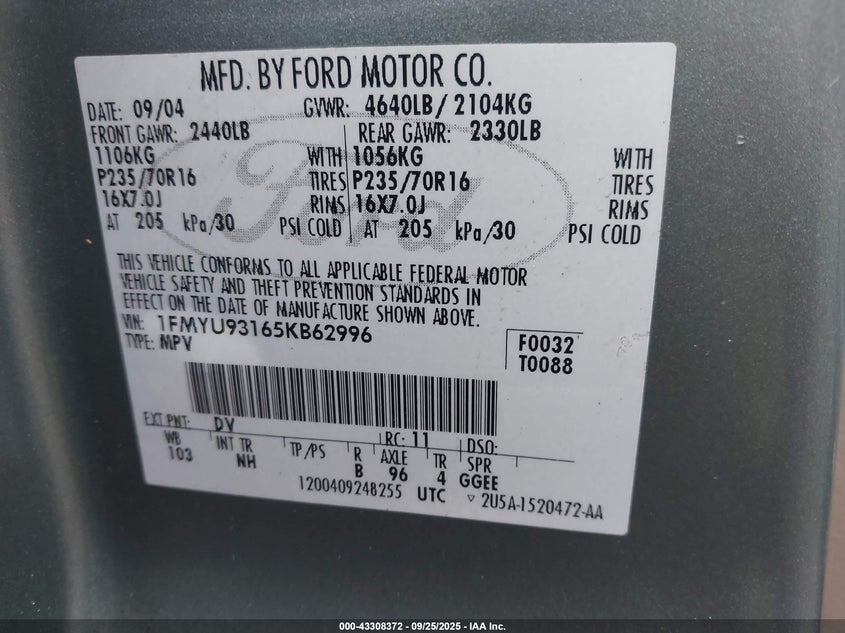 MFD. BY FORD MOTOR CO.
DATE: 09/04 GVWR: 4640LB/ 2104KG
FRONT GAWR: 2440LB REAR GAWR: 2330LB
1106KG WITH 1056KG WITH
P235/70R16 TIRES P235/70R16 TIRES
16X7.0J RIMS 16X7.0J RIMS
AT 205 kPa/30 PSI COLD AT 205 kPa/30 PSI COLD
Ford
THIS VEHICLE CONFORMS TO ALL APPLICABLE FEDERAL MOTOR
VEHICLE SAFETY AND THEFT PREVENTION STANDARDS IN
EFFECT ON THE DATE OF MANUFACTURE SHOWN ABOVE.
VIN: 1FMYU93165KB62996
TYPE: MPV
F0032
T0088
EXT PNT: DV RC: 11 DSO:
WB INT TR TP/PS R AXLE TR SPR
103 NH B 96 4 GGEE
1200409248255 UTC ▽ 2U5A-1520472-AA
000-43308372 - 09/25/2025 - IAA Inc.